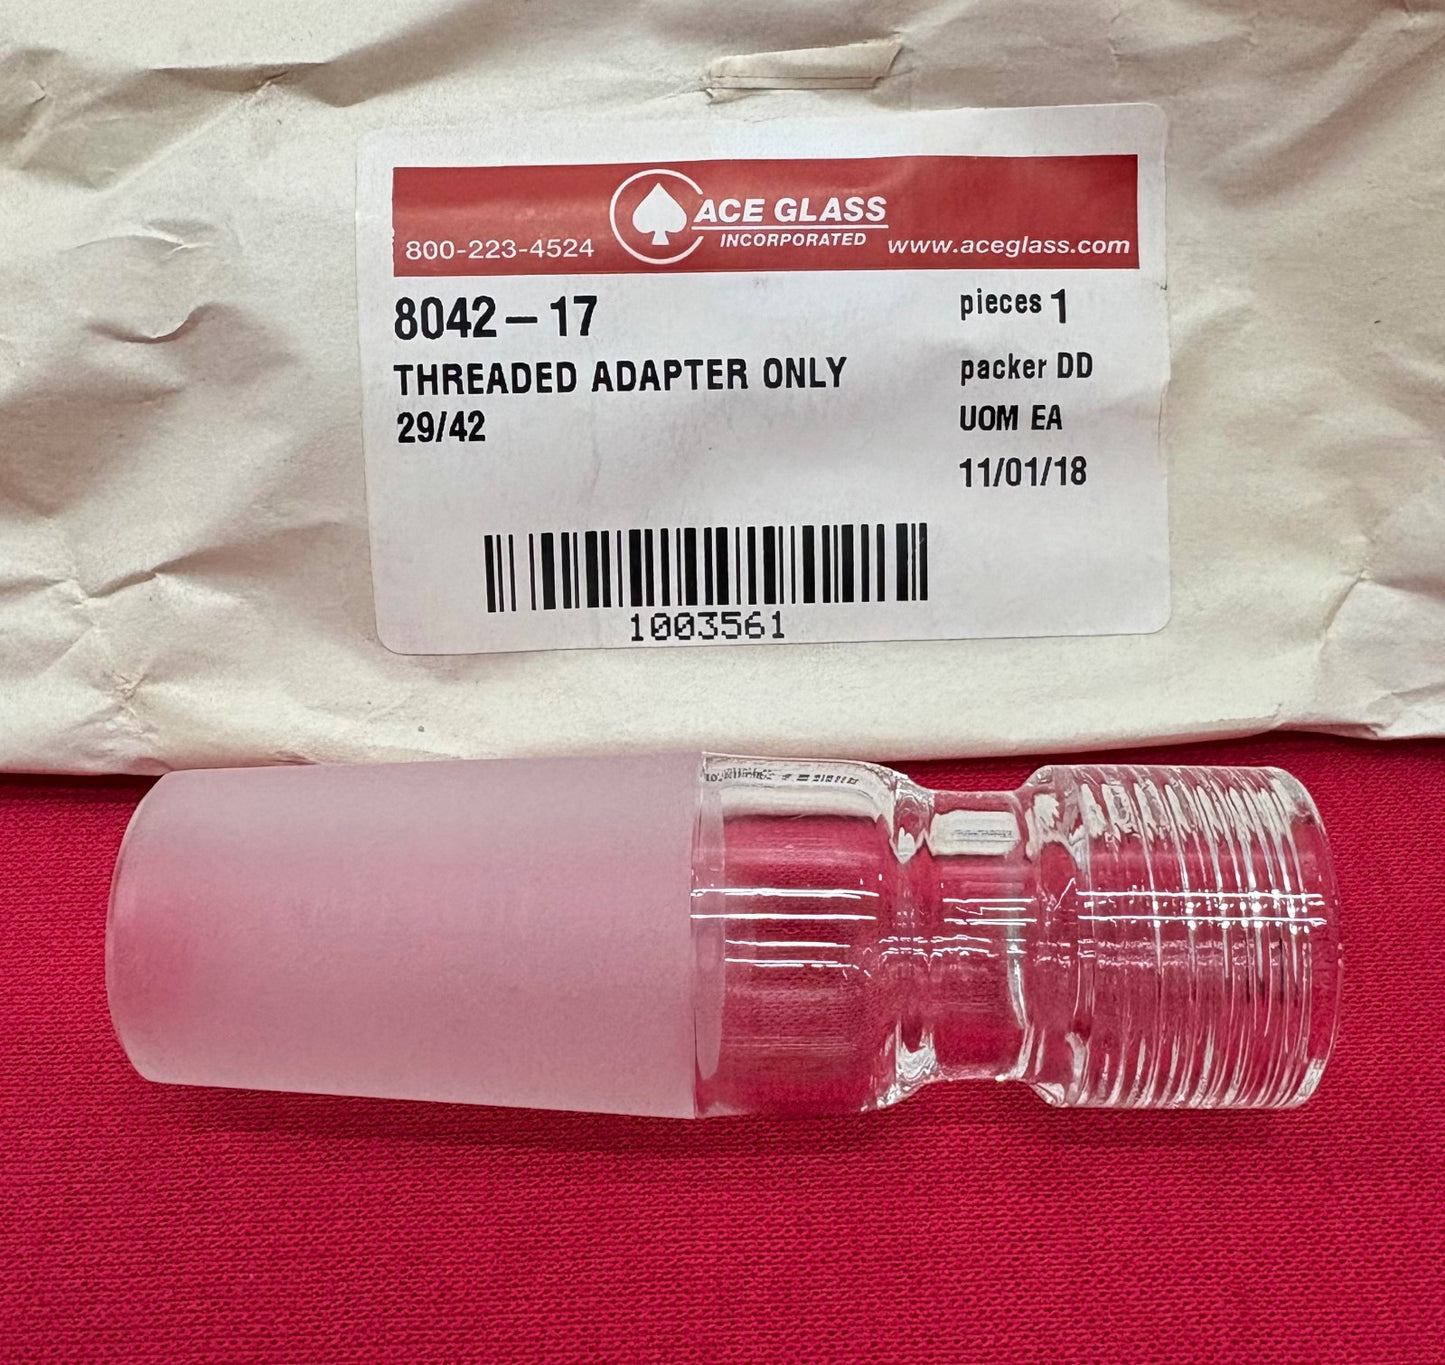 ACE GLASS
INCORPORATED
800-223-4524
www.aceglass.com
8042-17
pieces 1
THREADED ADAPTER ONLY
packer DD
29/42
UOM EA
11/01/18
1003561